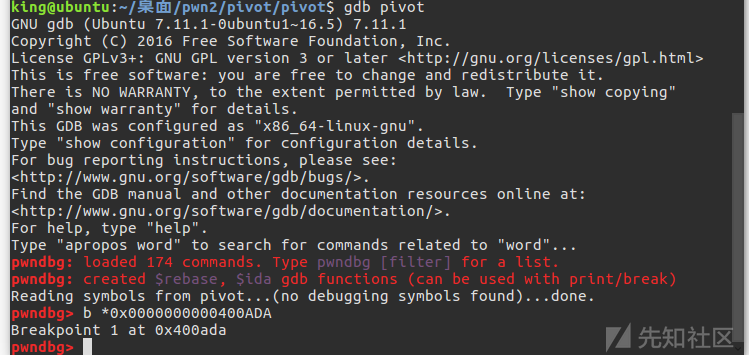 king@ubuntu:~/桌面/pwn2/pivot/pivot$ gdb pivot
GNU gdb (Ubuntu 7.11.1-0ubuntu1~16.5) 7.11.1
Copyright (C) 2016 Free Software Foundation, Inc.
License GPLv3+: GNU GPL version 3 or later <http://gnu.org/licenses/gpl.html>
This is free software: you are free to change and redistribute it.
There is NO WARRANTY, to the extent permitted by law.  Type "show copying"
and "show warranty" for details.
This GDB was configured as "x86_64-linux-gnu".
Type "show configuration" for configuration details.
For bug reporting instructions, please see:
<http://www.gnu.org/software/gdb/bugs/>.
Find the GDB manual and other documentation resources online at:
<http://www.gnu.org/software/gdb/documentation/>.
For help, type "help".
Type "apropos word" to search for commands related to "word"...
pwndbg: loaded 174 commands. Type pwndbg [filter] for a list.
pwndbg: created $rebase, $ida gdb functions (can be used with print/break)
Reading symbols from pivot...(no debugging symbols found)...done.
pwndbg> b *0x0000000000400ADA
Breakpoint 1 at 0x400ada
pwndbg>
先知社区